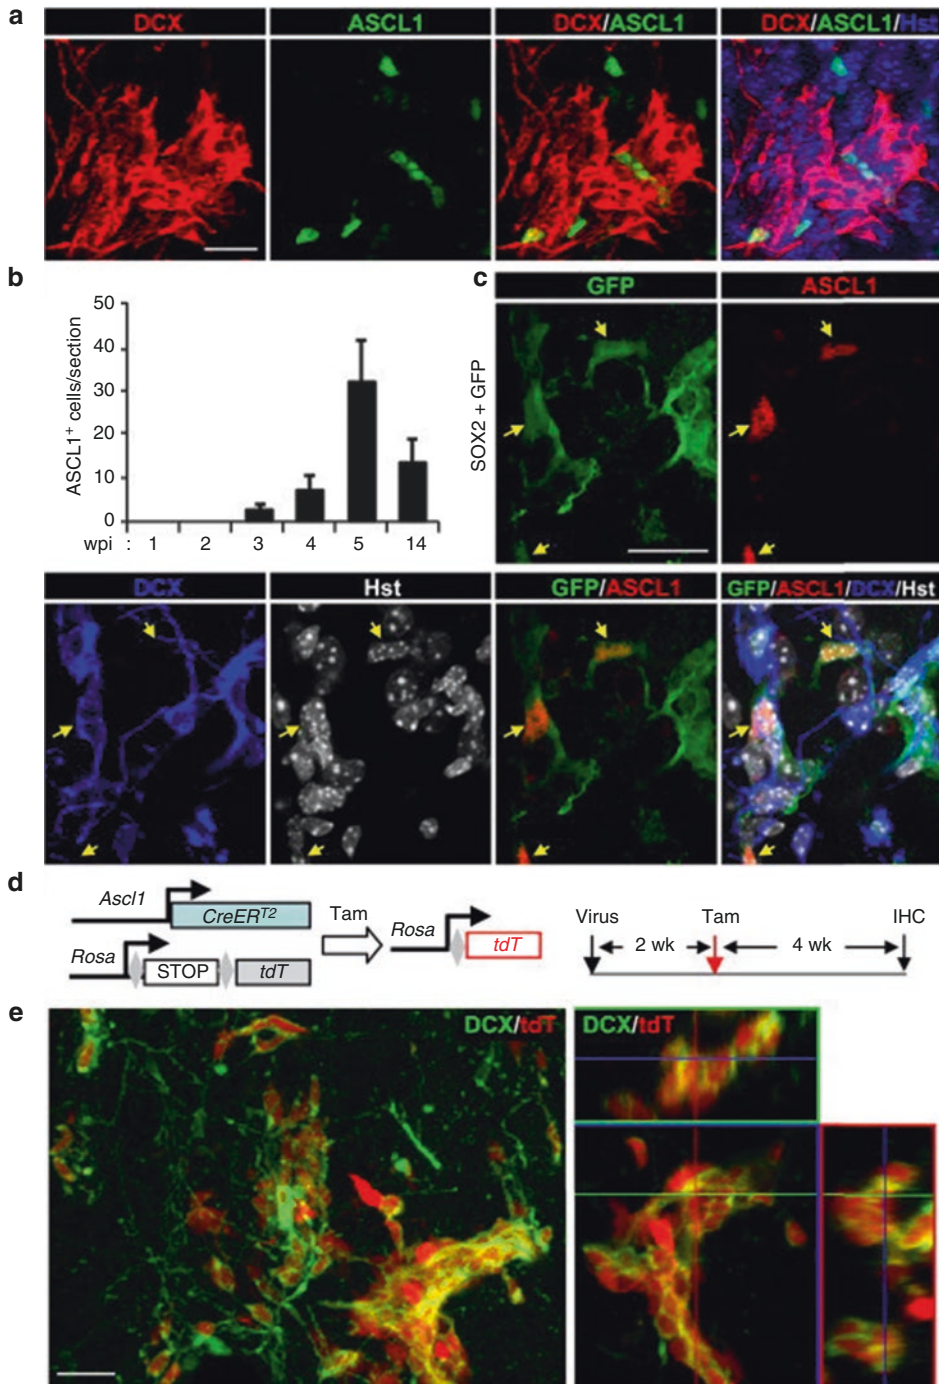 a
DCX
ASCL1
DCX/ASCL1
DCX/ASCL1/Hst
b
50
40
30
20
10
0
ASCL1+ cells/section
wpi : 1 2 3 4 5 14
c
GFP
ASCL1
SOX2 + GFP
DCX
Hst
GFP/ASCL1
GFP/ASCL1/DCX/Hst
d
Ascl1
CreERT2
Rosa
STOP
tdT
Tam
Rosa
tdT
Virus
Tam
IHC
2 wk
4 wk
e
DCX/tdT
DCX/tdT